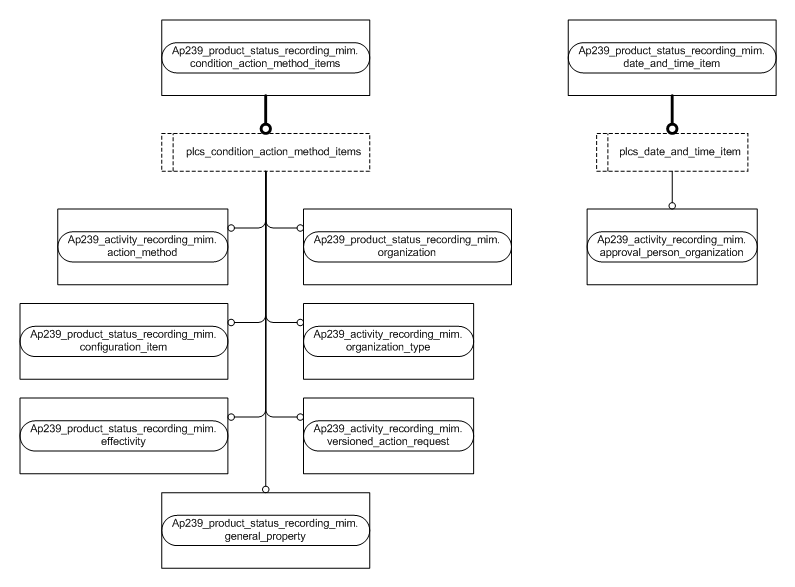 Ap239_product_status_recording_mim.
condition_action_method_items
Ap239_product_status_recording_mim.
date_and_time_item
plcs_condition_action_method_items
plcs_date_and_time_item
Ap239_activity_recording_mim.
action_method
Ap239_product_status_recording_mim.
organization
Ap239_activity_recording_mim.
approval_person_organization
Ap239_product_status_recording_mim.
configuration_item
Ap239_activity_recording_mim.
organization_type
Ap239_product_status_recording_mim.
effectivity
Ap239_activity_recording_mim.
versioned_action_request
Ap239_product_status_recording_mim.
general_property